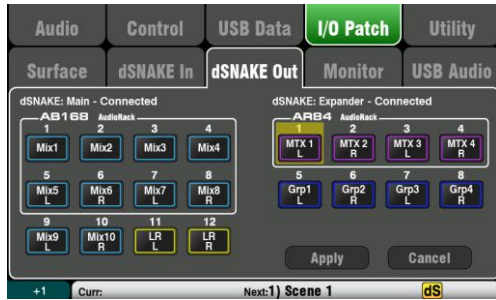 Audio Control USB Data I/O Patch Utility
Surface dSNAKE In dSNAKE Out Monitor USB Audio
dSNAKE: Main - Connected
AB168 AudioRack
1 2 3 4
Mix1 Mix2 Mix3 Mix4
5 6 7 8
Mix5 L Mix6 R Mix7 L Mix8 R
9 10 11 12
Mix9 L Mix10 R LR L LR R
dSNAKE: Expander - Connected
AR84 AudioRack
1 2 3 4
MTX 1 L MTX 2 R MTX 3 L MTX 4 R
5 6 7 8
Grp1 L Grp2 R Grp3 L Grp4 R
Apply Cancel
+1 Curr: Next:1) Scene 1 dS